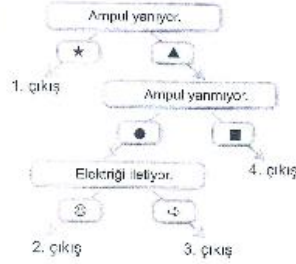 Ampul yanıyor.
1. çıkış
Ampul yanmıyor.
4. çıkış
Elektriği iletiyor.
2. çıkış
3. çıkış